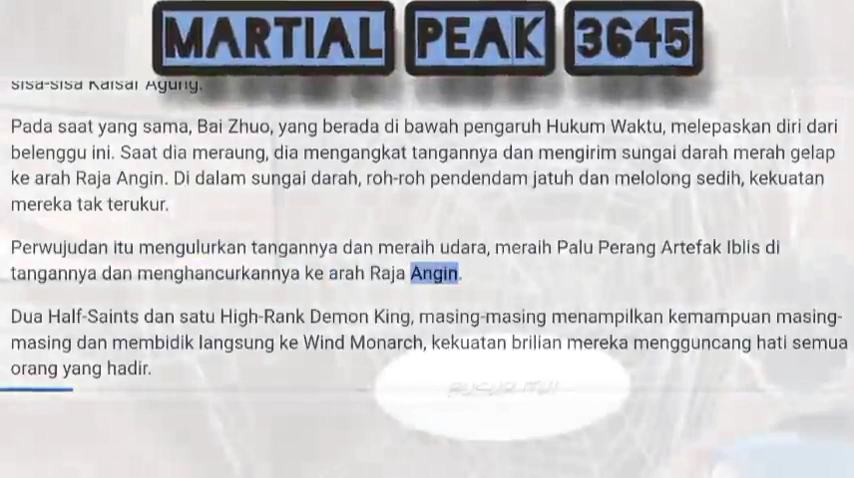 MARTIAL PEAK 3645
sisa-sisa Kaisar Agung.
Pada saat yang sama, Bai Zhuo, yang berada di bawah pengaruh Hukum Waktu, melepaskan diri dari
belenggu ini. Saat dia meraung, dia mengangkat tangannya dan mengirim sungai darah merah gelap
ke arah Raja Angin. Di dalam sungai darah, roh-roh pendendam jatuh dan melolong sedih, kekuatan
mereka tak terukur.
Perwujudan itu mengulurkan tangannya dan meraih udara, meraih Palu Perang Artefak Iblis di
tangannya dan menghancurkannya ke arah Raja Angin.
Dua Half-Saints dan satu High-Rank Demon King, masing-masing menampilkan kemampuan masing-
masing dan membidik langsung ke Wind Monarch, kekuatan brilian mereka mengguncang hati semua
orang yang hadir.